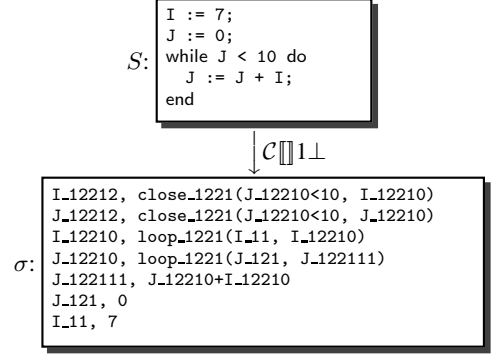 S:
I := 7;
J := 0;
while J < 10 do
J := J + I;
end
C⟦⟧1⊥
σ:
I_12212, close_1221(J_12210<10, I_12210)
J_12212, close_1221(J_12210<10, J_12210)
I_12210, loop_1221(I_11, I_12210)
J_12210, loop_1221(J_121, J_122111)
J_122111, J_12210+I_12210
J_121, 0
I_11, 7